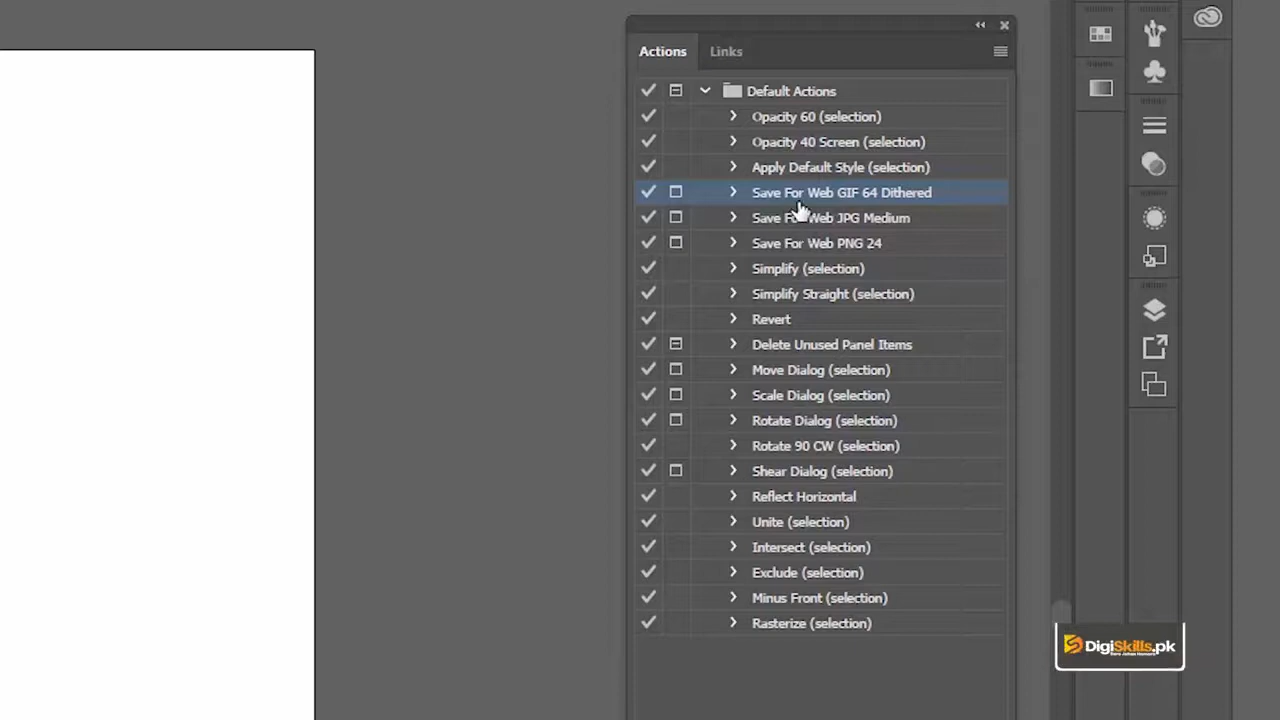 Actions
Links
Default Actions
Opacity 60 (selection)
Opacity 40 Screen (selection)
Apply Default Style (selection)
Save For Web GIF 64 Dithered
Save For Web JPG Medium
Save For Web PNG 24
Simplify (selection)
Simplify Straight (selection)
Revert
Delete Unused Panel Items
Move Dialog (selection)
Scale Dialog (selection)
Rotate Dialog (selection)
Rotate 90 CW (selection)
Shear Dialog (selection)
Reflect Horizontal
Unite (selection)
Intersect (selection)
Exclude (selection)
Minus Front (selection)
Rasterize (selection)
DigiSkills.pk